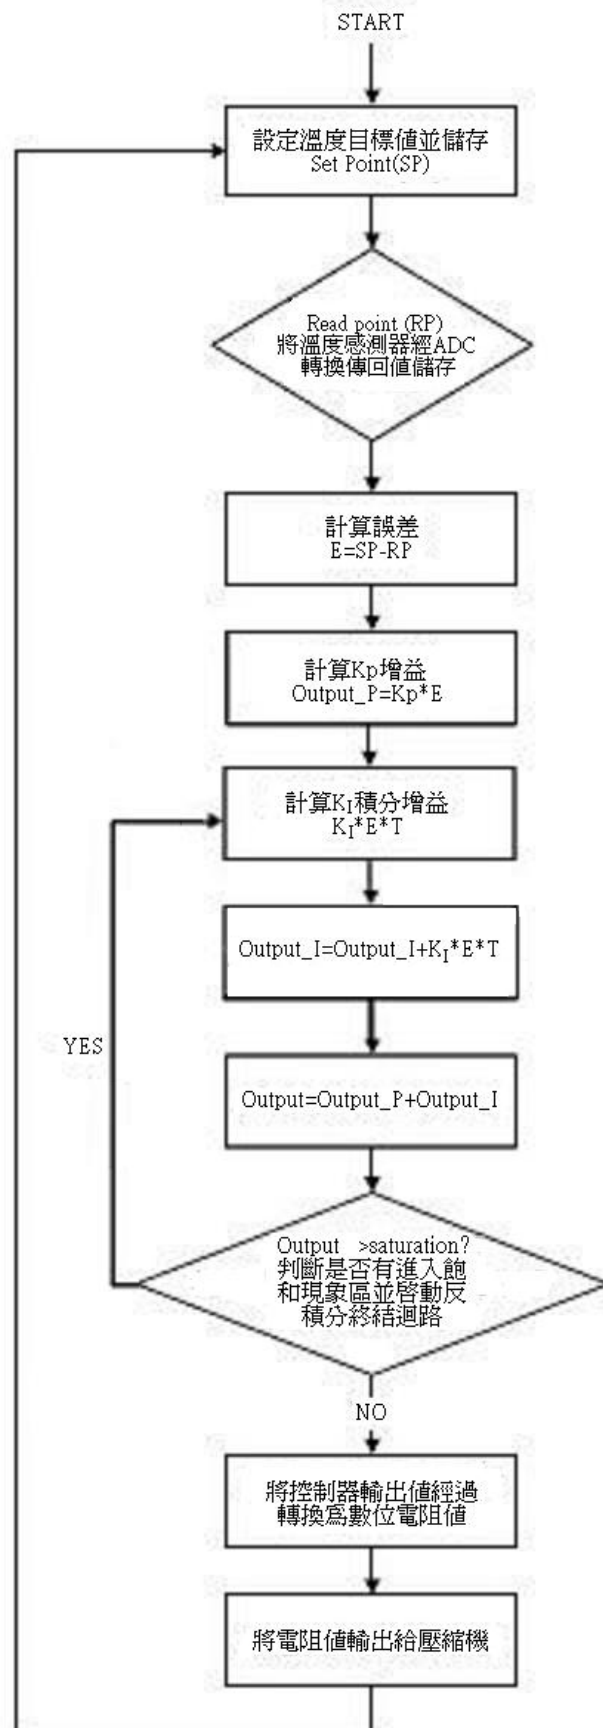 START
設定溫度目標值並儲存
Set Point(SP)
Read point (RP)
將溫度感測器經ADC
轉換傳回值儲存
計算誤差
E=SP-RP
計算Kp增益
Output_P=Kp*E
計算KI積分增益
KI*E*T
Output_I=Output_I+KI*E*T
YES
Output=Output_P+Output_I
Output >saturation?
判斷是否有進入飽
和現象區並啓動反
積分終結迴路
NO
將控制器輸出值經過
轉換爲數位電阻值
將電阻值輸出給壓縮機